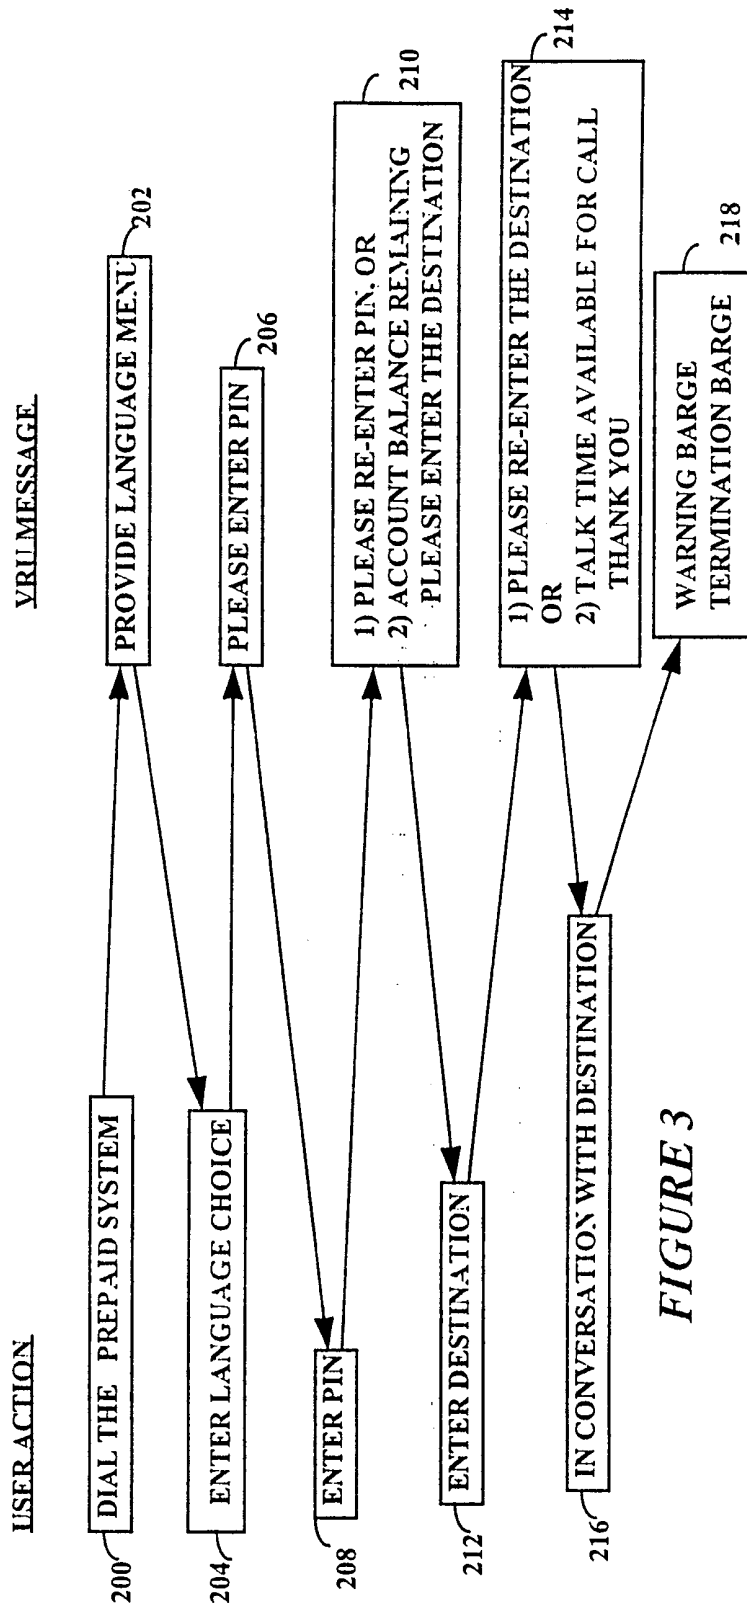 USER ACTION
VRU MESSAGE
200
DIAL THE PREPAID SYSTEM
PROVIDE LANGUAGE MENU
202
204
ENTER LANGUAGE CHOICE
PLEASE ENTER PIN
206
208
ENTER PIN
1) PLEASE RE-ENTER PIN, OR
2) ACCOUNT BALANCE REMAINING
PLEASE ENTER THE DESTINATION
210
212
ENTER DESTINATION
1) PLEASE RE-ENTER THE DESTINATION
OR
2) TALK TIME AVAILABLE FOR CALL
THANK YOU
214
216
IN CONVERSATION WITH DESTINATION
WARNING BARGE
TERMINATION BARGE
218
FIGURE 3